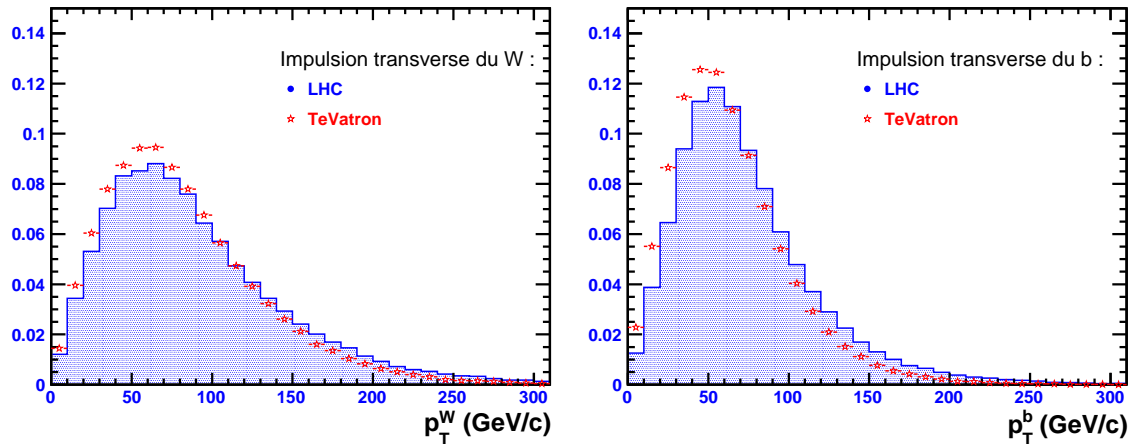 0.14
0.12
0.1
0.08
0.06
0.04
0.02
0
0 50 100 150 200 250 300
Impulsion transverse du W :
LHC
TeVatron
p_T^W (GeV/c)
0.14
0.12
0.1
0.08
0.06
0.04
0.02
0
0 50 100 150 200 250 300
Impulsion transverse du b :
LHC
TeVatron
p_T^b (GeV/c)